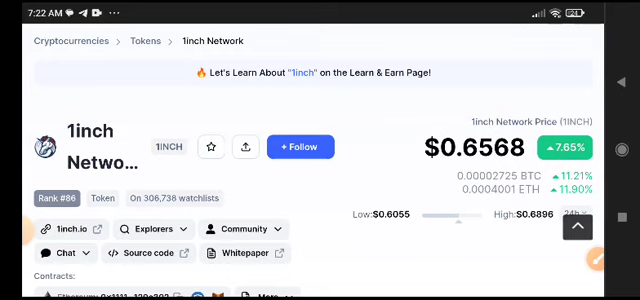 7:22 AM
24
Cryptocurrencies > Tokens > 1inch Network
🔥 Let's Learn About "1inch" on the Learn & Earn Page!
1inch Netwo...
1INCH
+ Follow
1inch Network Price (1INCH)
$0.6568
7.65%
0.00002725 BTC 11.21%
0.0004001 ETH 11.90%
Low:$0.6055 High:$0.6896 24h
Rank #86 Token On 306,738 watchlists
1inch.io Explorers Community
Chat Source code Whitepaper
Contracts:
More